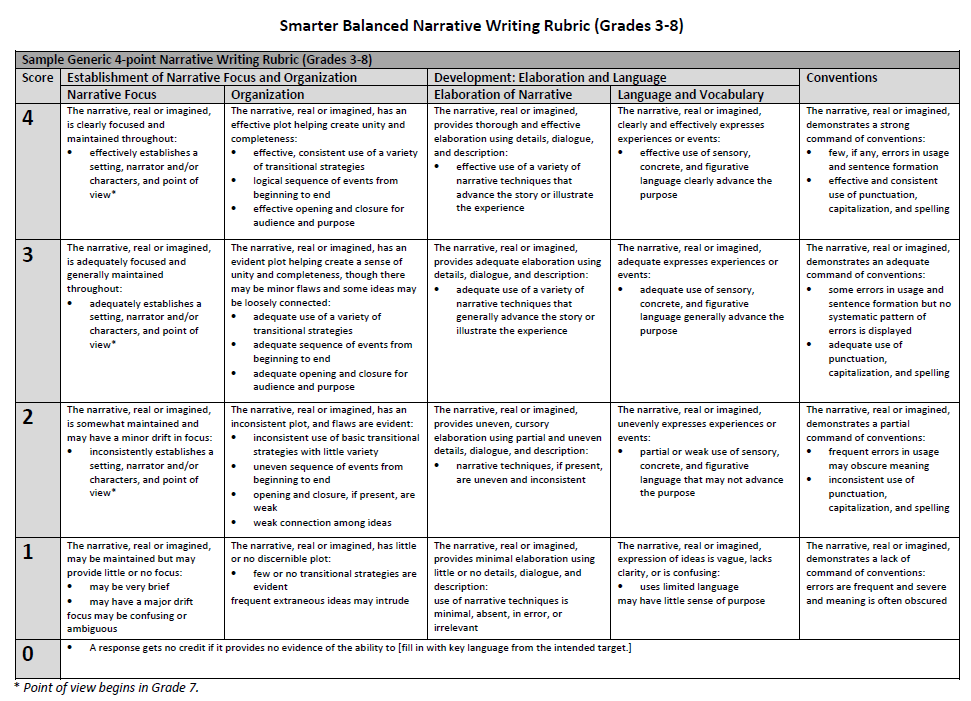 Smarter Balanced Narrative Writing Rubric (Grades 3-8)
Sample Generic 4-point Narrative Writing Rubric (Grades 3-8)
Score
Establishment of Narrative Focus and Organization
Development: Elaboration and Language
Conventions
Narrative Focus
Organization
Elaboration of Narrative
Language and Vocabulary
4
The narrative, real or imagined,
is clearly focused and
maintained throughout:
• effectively establishes a
setting, narrator and/or
characters, and point of
view*
The narrative, real or imagined, has an
effective plot helping create unity and
completeness:
• effective, consistent use of a variety
of transitional strategies
• logical sequence of events from
beginning to end
• effective opening and closure for
audience and purpose
The narrative, real or imagined,
provides thorough and effective
elaboration using details, dialogue,
and description:
• effective use of a variety of
narrative techniques that
advance the story or illustrate
the experience
The narrative, real or imagined,
clearly and effectively expresses
experiences or events:
• effective use of sensory,
concrete, and figurative
language clearly advance the
purpose
The narrative, real or imagined,
demonstrates a strong
command of conventions:
• few, if any, errors in usage
and sentence formation
• effective and consistent
use of punctuation,
capitalization, and spelling
3
The narrative, real or imagined,
is adequately focused and
generally maintained
throughout:
• adequately establishes a
setting, narrator and/or
characters, and point of
view*
The narrative, real or imagined, has an
evident plot helping create a sense of
unity and completeness, though there
may be minor flaws and some ideas may
be loosely connected:
• adequate use of a variety of
transitional strategies
• adequate sequence of events from
beginning to end
• adequate opening and closure for
audience and purpose
The narrative, real or imagined,
provides adequate elaboration using
details, dialogue, and description:
• adequate use of a variety of
narrative techniques that
generally advance the story or
illustrate the experience
The narrative, real or imagined,
adequate expresses experiences or
events:
• adequate use of sensory,
concrete, and figurative
language generally advance the
purpose
The narrative, real or imagined,
demonstrates an adequate
command of conventions:
• some errors in usage and
sentence formation but no
systematic pattern of
errors is displayed
• adequate use of
punctuation,
capitalization, and spelling
2
The narrative, real or imagined,
is somewhat maintained and
may have a minor drift in focus:
• inconsistently establishes a
setting, narrator and/or
characters, and point of
view*
The narrative, real or imagined, has an
inconsistent plot, and flaws are evident:
• inconsistent use of basic transitional
strategies with little variety
• uneven sequence of events from
beginning to end
• opening and closure, if present, are
weak
• weak connection among ideas
The narrative, real or imagined,
provides uneven, cursory
elaboration using partial and uneven
details, dialogue, and description:
• narrative techniques, if present,
are uneven and inconsistent
The narrative, real or imagined,
unevenly expresses experiences or
events:
• partial or weak use of sensory,
concrete, and figurative
language that may not advance
the purpose
The narrative, real or imagined,
demonstrates a partial
command of conventions:
• frequent errors in usage
may obscure meaning
• inconsistent use of
punctuation,
capitalization, and spelling
1
The narrative, real or imagined,
may be maintained but may
provide little or no focus:
• may be very brief
• may have a major drift
focus may be confusing or
ambiguous
The narrative, real or imagined, has little
or no discernible plot:
• few or no transitional strategies are
evident
frequent extraneous ideas may intrude
The narrative, real or imagined,
provides minimal elaboration using
little or no details, dialogue, and
description:
use of narrative techniques is
minimal, absent, in error, or
irrelevant
The narrative, real or imagined,
expression of ideas is vague, lacks
clarity, or is confusing:
• uses limited language
may have little sense of purpose
The narrative, real or imagined,
demonstrates a lack of
command of conventions:
errors are frequent and severe
and meaning is often obscured
0
• A response gets no credit if it provides no evidence of the ability to [fill in with key language from the intended target.]
* Point of view begins in Grade 7.